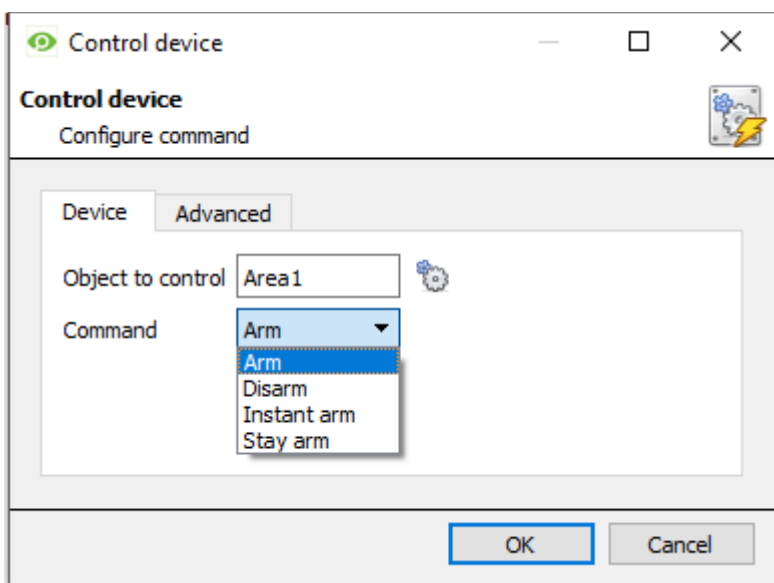 Control device
Control device
Configure command
Device Advanced
Object to control Area1
Command Arm
Arm
Disarm
Instant arm
Stay arm
OK Cancel